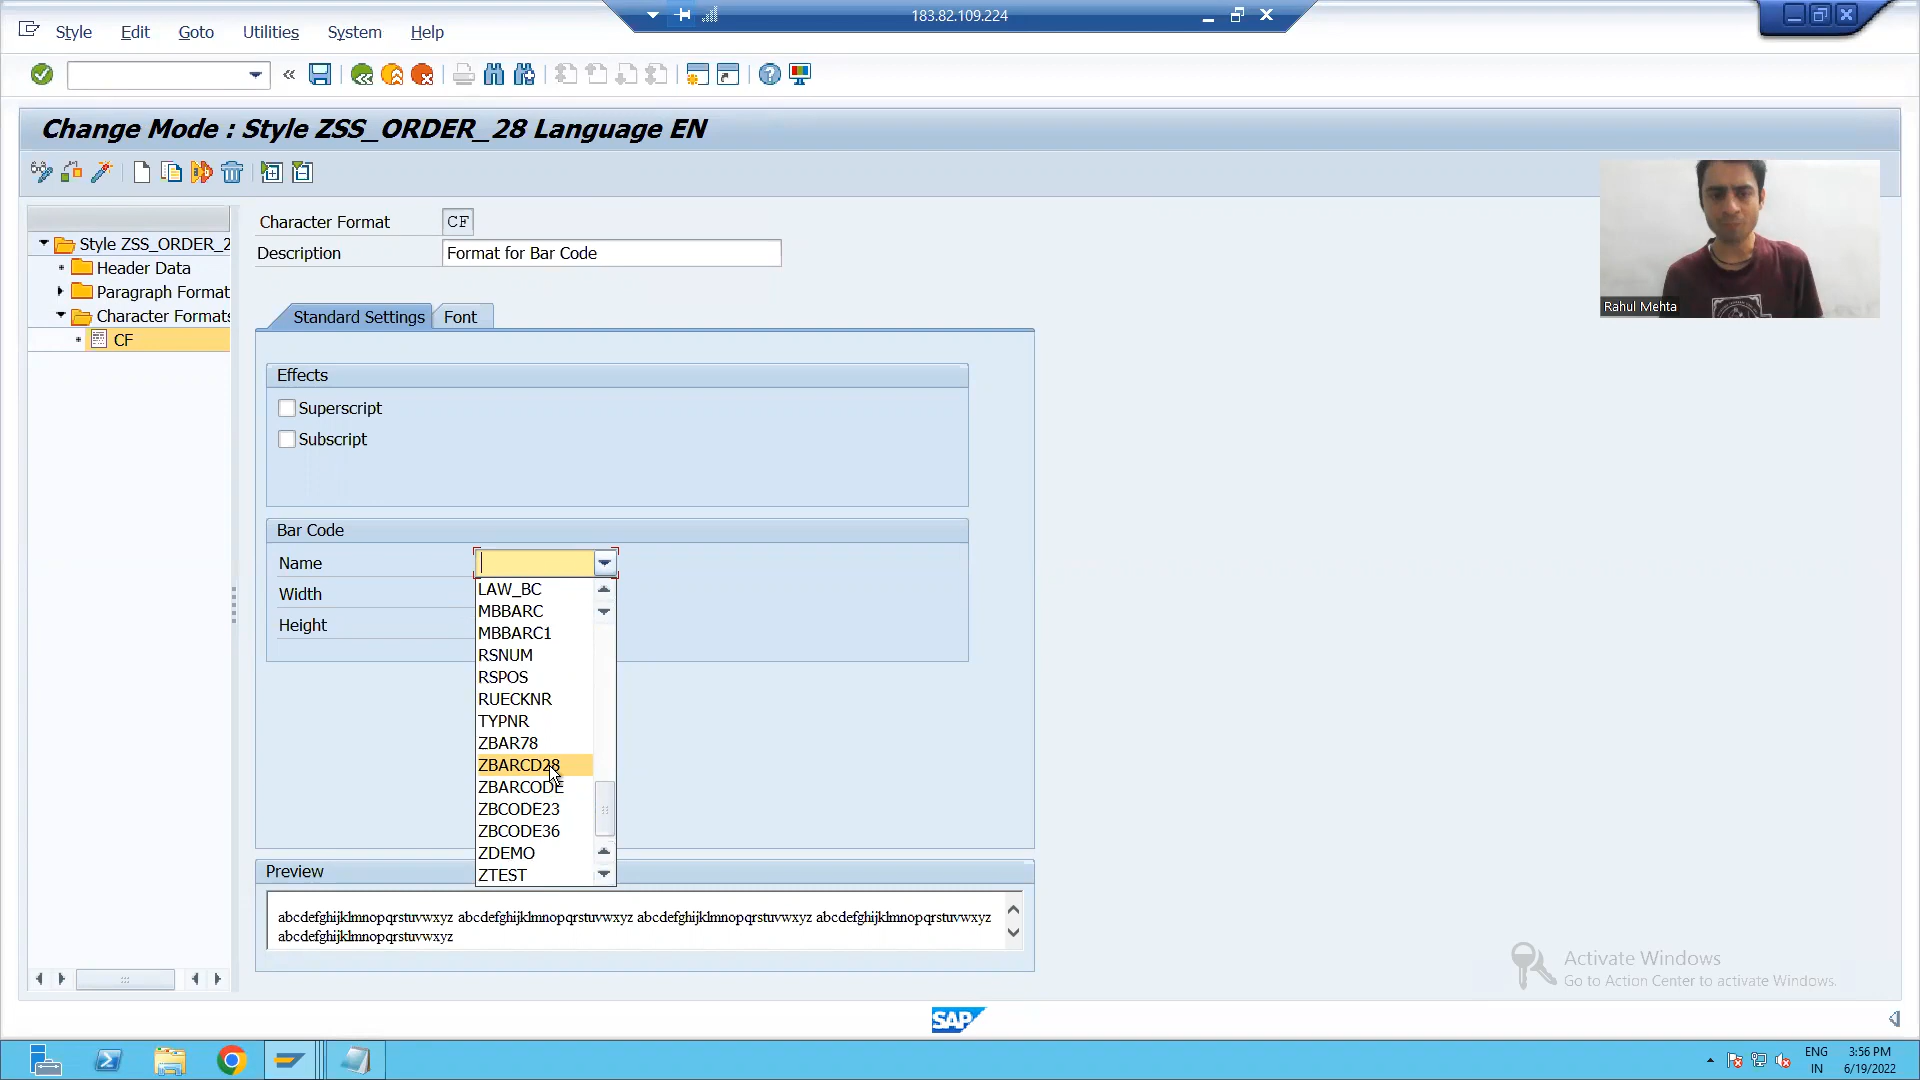 183.82.109.224
Style Edit Goto Utilities System Help
Change Mode : Style ZSS_ORDER_28 Language EN
Character Format CF
Description Format for Bar Code
Style ZSS_ORDER_2
Header Data
Paragraph Format
Character Formats
CF
Standard Settings Font
Effects
Superscript
Subscript
Bar Code
Name
Width
Height
LAW_BC
MBBARC
MBBARC1
RSNUM
RSPOS
RUECKNR
TYPNR
ZBAR78
ZBARCD28
ZBARCODE
ZBCODE23
ZBCODE36
ZDEMO
ZTEST
Preview
abcdefghijklmnopqrstuvwxyz abcdefghijklmnopqrstuvwxyz abcdefghijklmnopqrstuvwxyz abcdefghijklmnopqrstuvwxyz
abcdefghijklmnopqrstuvwxyz
Rahul Mehta
Activate Windows
Go to Action Center to activate Windows.
SAP
ENG
IN
3:56 PM
6/19/2022